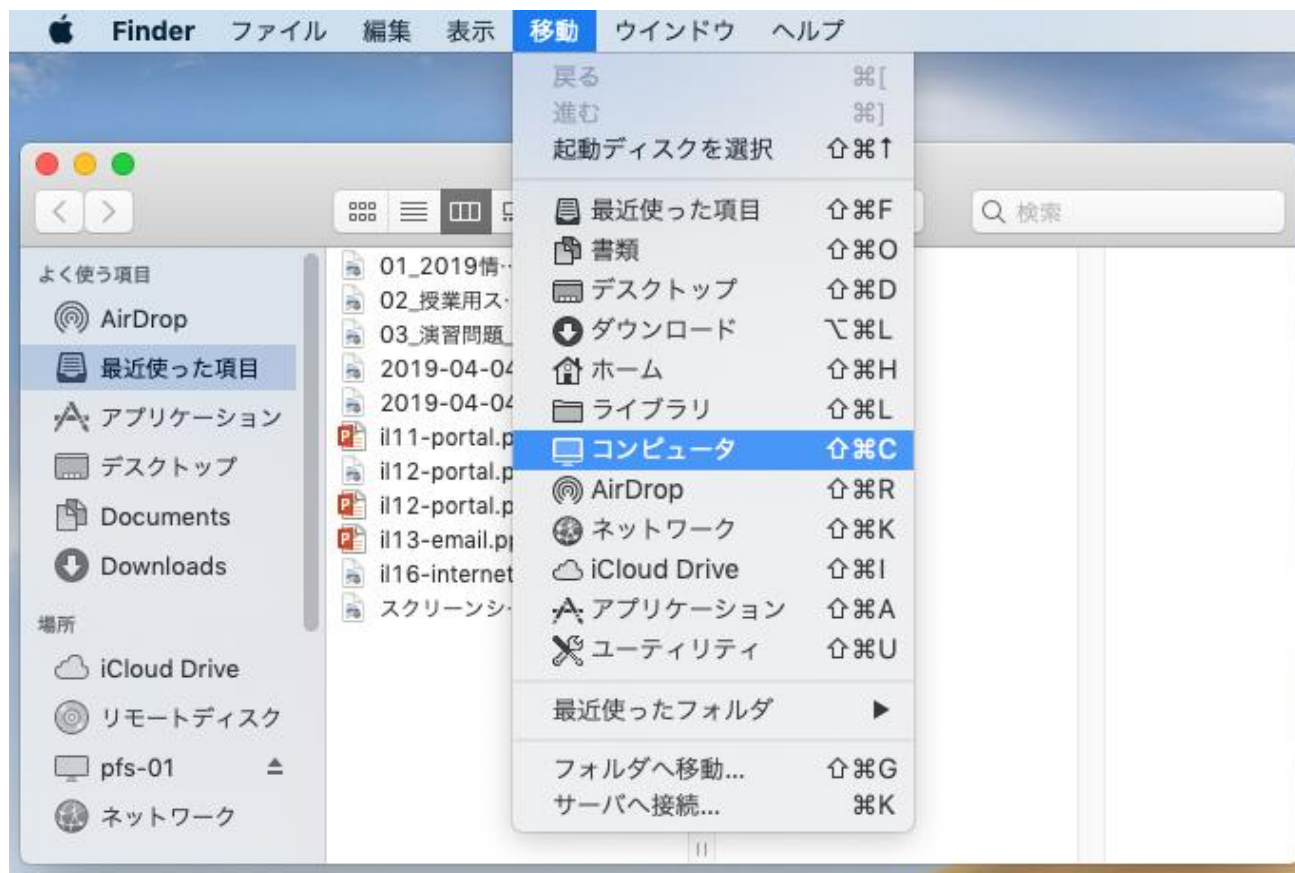 Finder ファイル 編集 表示 移動 ウインドウ ヘルプ
戻る ⌘[
進む ⌘]
起動ディスクを選択 ⇧⌘↑
最近使った項目 ⇧⌘F
書類 ⇧⌘O
デスクトップ ⇧⌘D
ダウンロード ⌥⌘L
ホーム ⇧⌘H
ライブラリ ⇧⌘L
コンピュータ ⇧⌘C
AirDrop ⇧⌘R
ネットワーク ⇧⌘K
iCloud Drive ⇧⌘I
アプリケーション ⇧⌘A
ユーティリティ ⇧⌘U
最近使ったフォルダ ▶
フォルダへ移動... ⇧⌘G
サーバへ接続... ⌘K
検索
よく使う項目
AirDrop
最近使った項目
アプリケーション
デスクトップ
Documents
Downloads
場所
iCloud Drive
リモートディスク
pfs-01
ネットワーク
01_2019情…
02_授業用ス…
03_演習問題_
2019-04-04
2019-04-04
il11-portal.p
il12-portal.p
il12-portal.p
il13-email.pp
il16-internet
スクリーンシ…